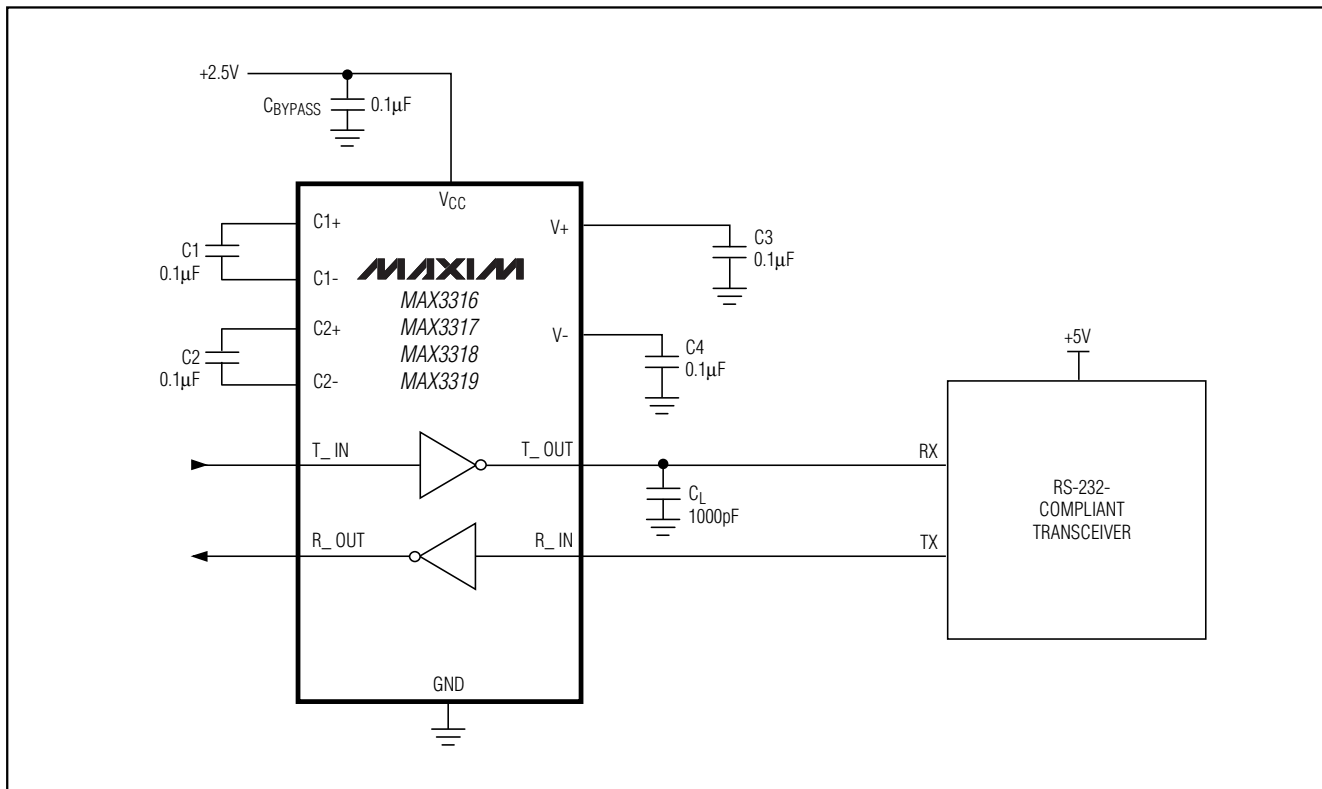 +2.5V
CBYPASS
0.1μF
VCC
C1+
V+
C1
0.1μF
C3
0.1μF
C1-
MAXIM
MAX3316
MAX3317
MAX3318
MAX3319
C2+
V-
C2
0.1μF
C4
0.1μF
C2-
+5V
T_ IN
T_ OUT
RX
CL
1000pF
RS-232-
COMPLIANT
TRANSCEIVER
R_ OUT
R_ IN
TX
GND